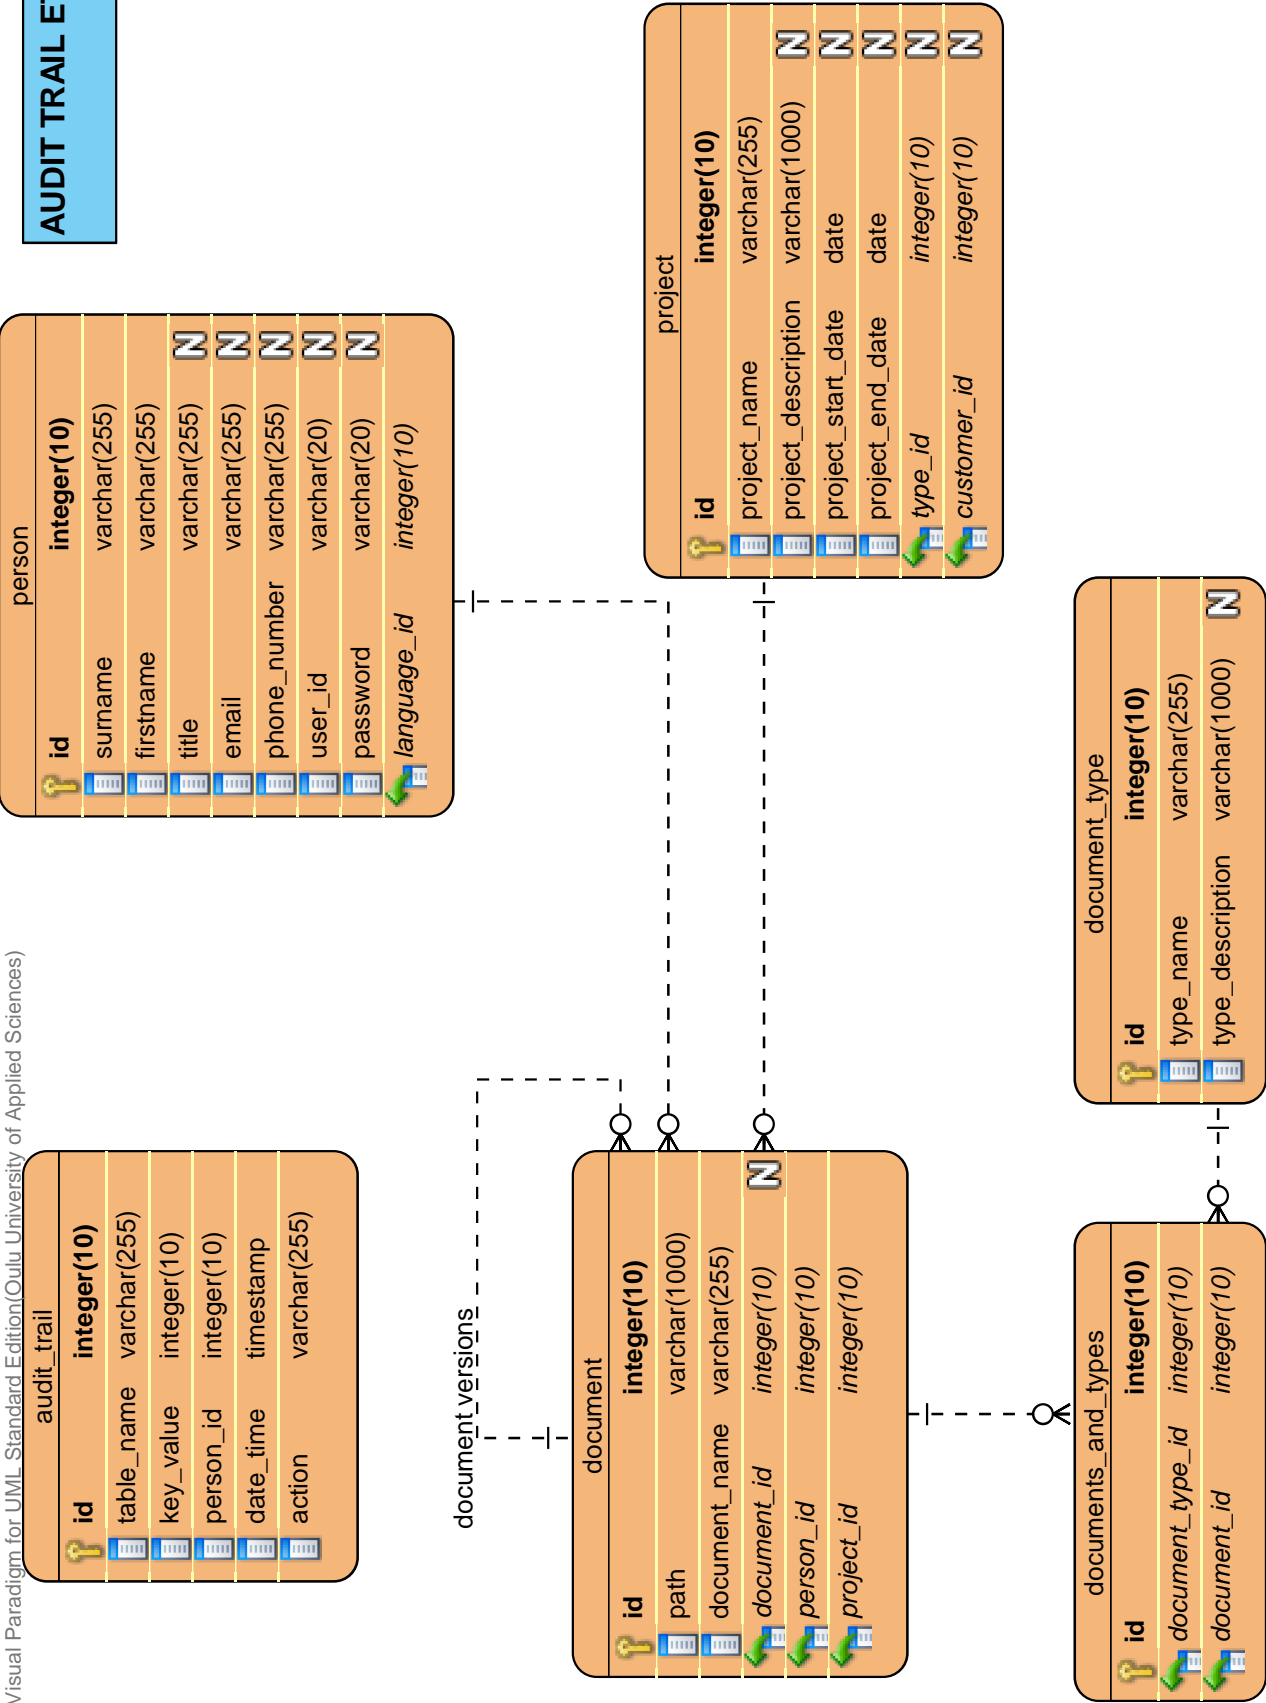 Visual Paradigm for UML Standard Edition(Oulu University of Applied Sciences)
AUDIT TRAIL
audit_trail
id integer(10)
table_name varchar(255)
key_value integer(10)
person_id integer(10)
date_time timestamp
action varchar(255)
person
id integer(10)
surname varchar(255)
firstname varchar(255)
title varchar(255) N
email varchar(255) N
phone_number varchar(255) N
user_id varchar(20) N
password varchar(20) N
language_id integer(10)
document versions
document
id integer(10)
path varchar(1000)
document_name varchar(255)
document_id integer(10) N
person_id integer(10)
project_id integer(10)
project
id integer(10)
project_name varchar(255)
project_description varchar(1000) N
project_start_date date N
project_end_date date N
type_id integer(10) N
customer_id integer(10) N
documents_and_types
id integer(10)
document_type_id integer(10)
document_id integer(10)
document_type
id integer(10)
type_name varchar(255)
type_description varchar(1000) N